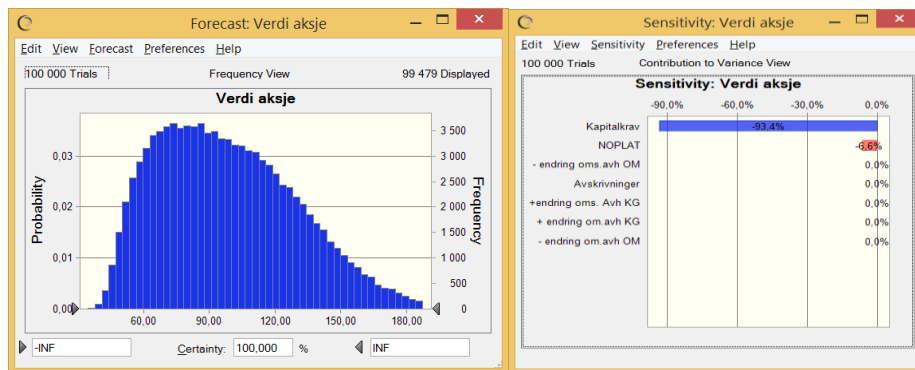 Forecast: Verdi aksje
Edit View Forecast Preferences Help
100 000 Trials Frequency View 99 479 Displayed
Verdi aksje
Probability
0,03
0,02
0,01
0,00
60,00 90,00 120,00 150,00 180,00
3 500
3 000
2 500
2 000
1 500
1 000
500
0
Frequency
-INF Certainty: 100,000 % INF
Sensitivity: Verdi aksje
Edit View Sensitivity Preferences Help
100 000 Trials Contribution to Variance View
Sensitivity: Verdi aksje
-90,0% -60,0% -30,0% 0,0%
Kapitalkrav -93.4%
NOPLAT -6.6%
- endring oms.avh OM 0,0%
Avskrivninger 0,0%
+endring oms. Avh KG 0,0%
+ endring om.avh KG 0,0%
- endring om.avh OM 0,0%